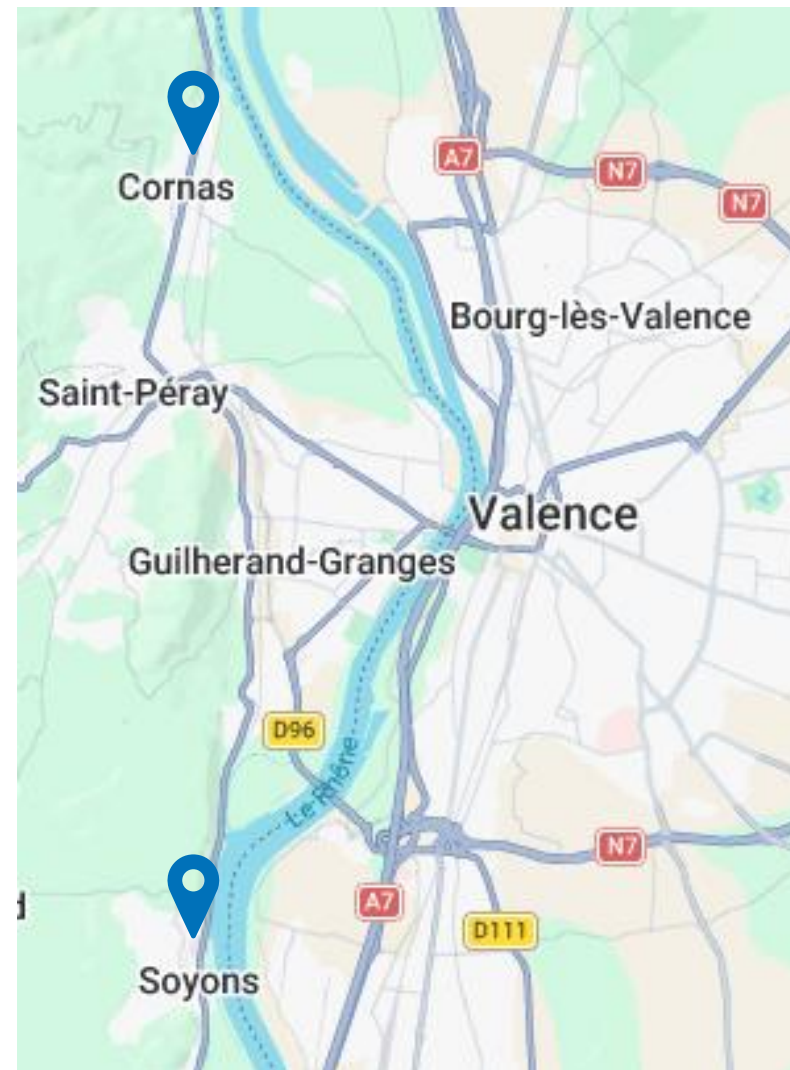 A7
N7
N7
Cornas
Bourg-lès-Valence
Saint-Péray
Valence
Guilherand-Granges
D96
Le Rhône
N7
A7
D111
Soyons